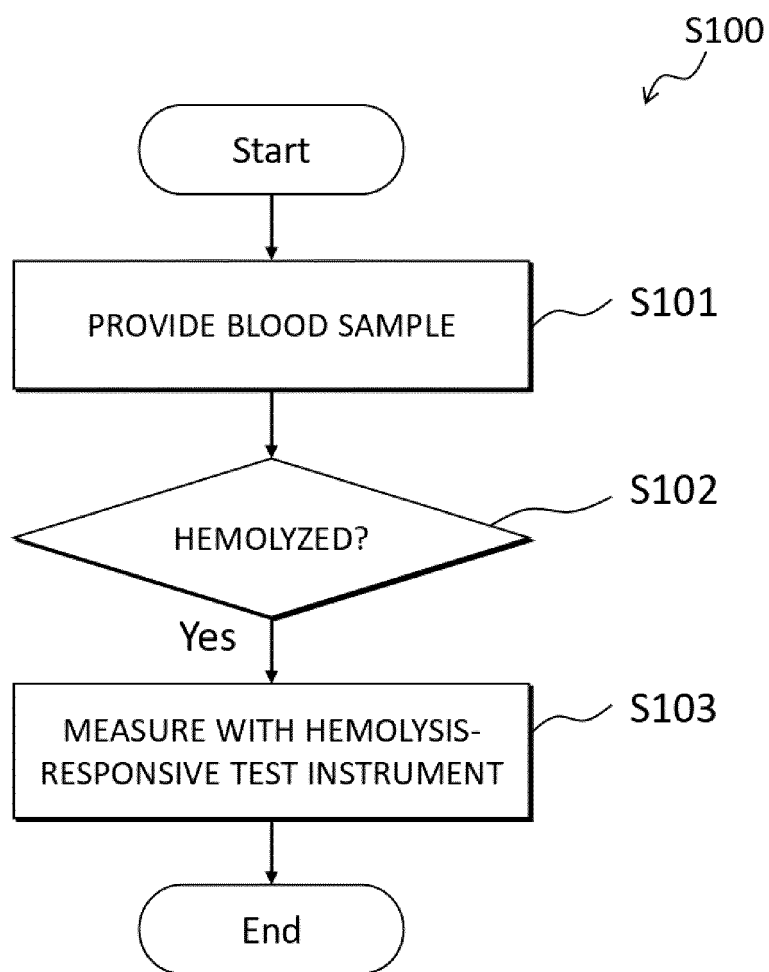 S100
Start
PROVIDE BLOOD SAMPLE
S101
HEMOLYZED?
S102
Yes
MEASURE WITH HEMOLYSIS-
RESPONSIVE TEST INSTRUMENT
S103
End